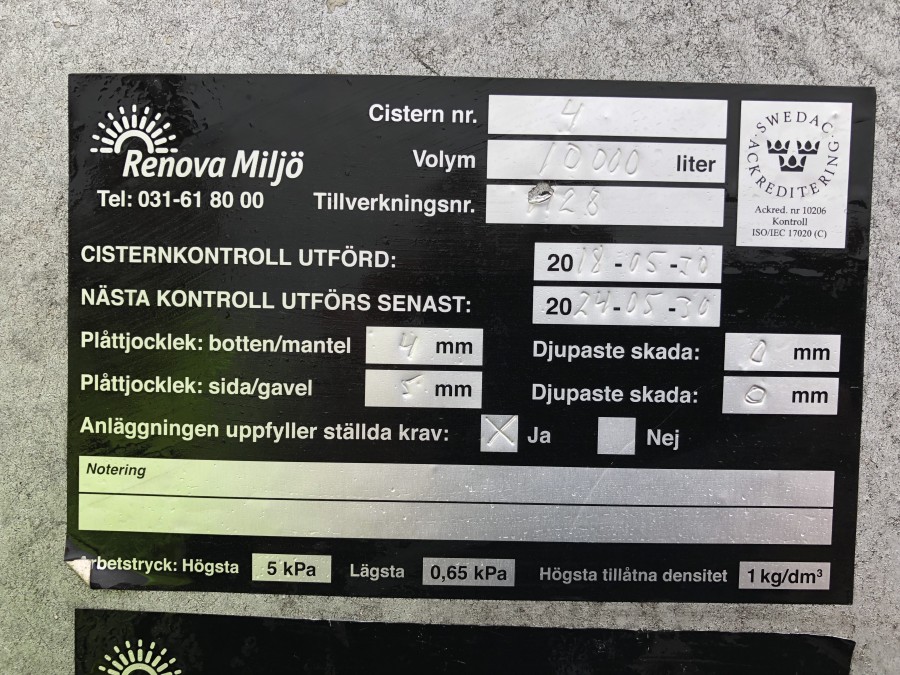 Cistern nr. 4
Renova Miljö
Volym 10 000 liter
Tel: 031-61 80 00
Tillverkningsnr. 28
SWEDAC ACKREDITERING
Ackred. nr 10206
Kontroll
ISO/IEC 17020 (C)
CISTERNKONTROLL UTFÖRD: 2018-05-30
NÄSTA KONTROLL UTFÖRS SENAST: 2024-05-30
Plåttjocklek: botten/mantel 4 mm Djupaste skada: 0 mm
Plåttjocklek: sida/gavel 5 mm Djupaste skada: 0 mm
Anläggningen uppfyller ställda krav: X Ja Nej
Notering
Arbetstryck: Högsta 5 kPa Lägsta 0,65 kPa Högsta tillåtna densitet 1 kg/dm³